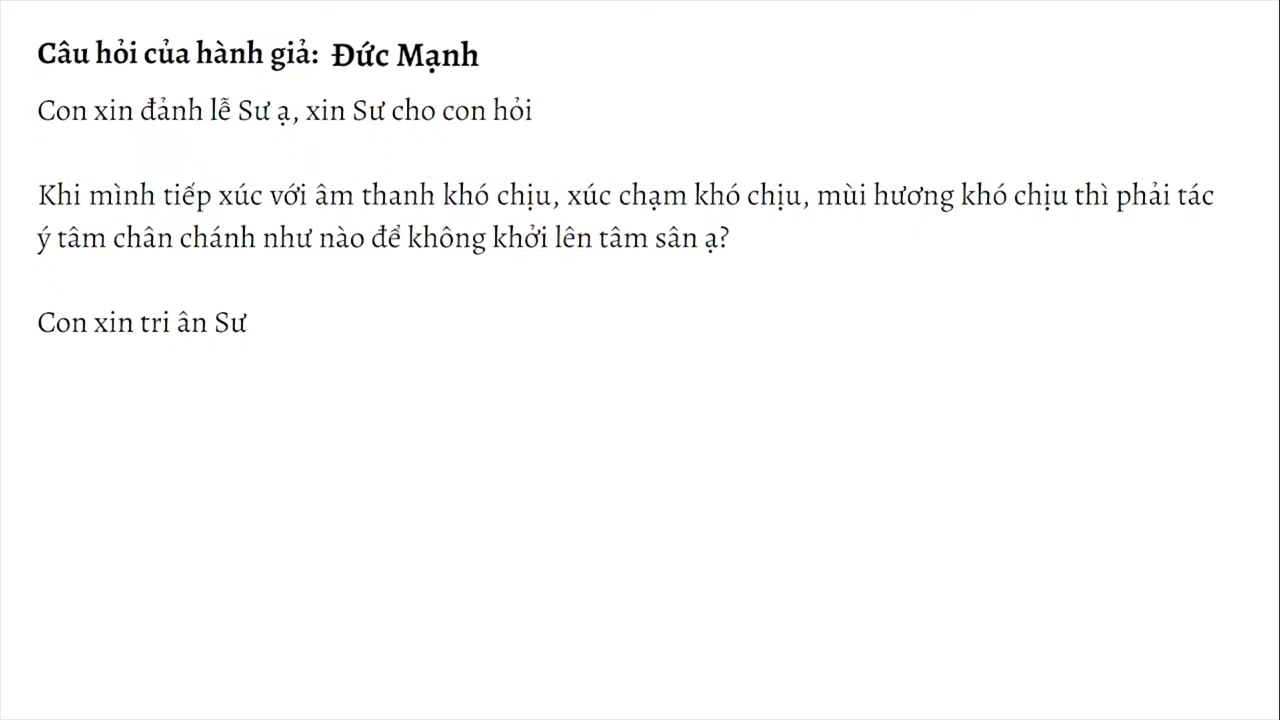 Câu hỏi của hành giả: Đức Mạnh
Con xin đảnh lễ Sư ạ, xin Sư cho con hỏi
Khi mình tiếp xúc với âm thanh khó chịu, xúc chạm khó chịu, mùi hương khó chịu thì phải tác
ý tâm chân chánh như nào để không khởi lên tâm sân ạ?
Con xin tri ân Sư